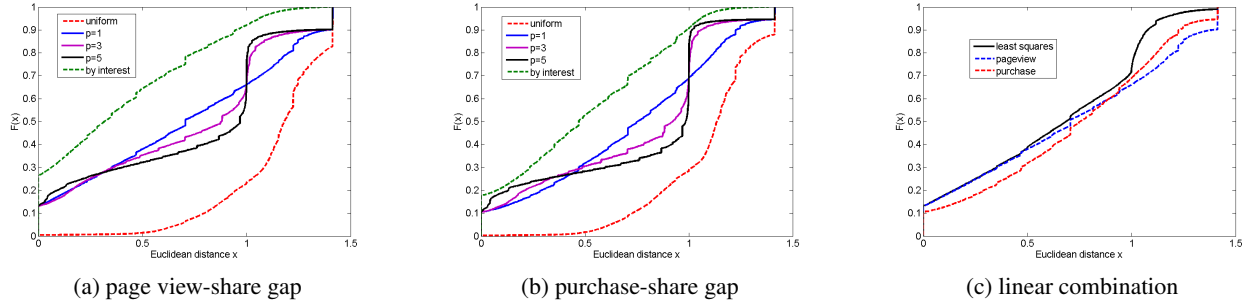 uniform
p=1
p=3
p=5
by interest
F(x)
1
0.9
0.8
0.7
0.6
0.5
0.4
0.3
0.2
0.1
0
0 0.5 1 1.5
Euclidean distance x
(a) page view-share gap
uniform
p=1
p=3
p=5
by interest
F(x)
1
0.9
0.8
0.7
0.6
0.5
0.4
0.3
0.2
0.1
0
0 0.5 1 1.5
Euclidean distance x
(b) purchase-share gap
least squares
pageview
purchase
F(x)
1
0.9
0.8
0.7
0.6
0.5
0.4
0.3
0.2
0.1
0
0 0.5 1 1.5
Euclidean distance x
(c) linear combination